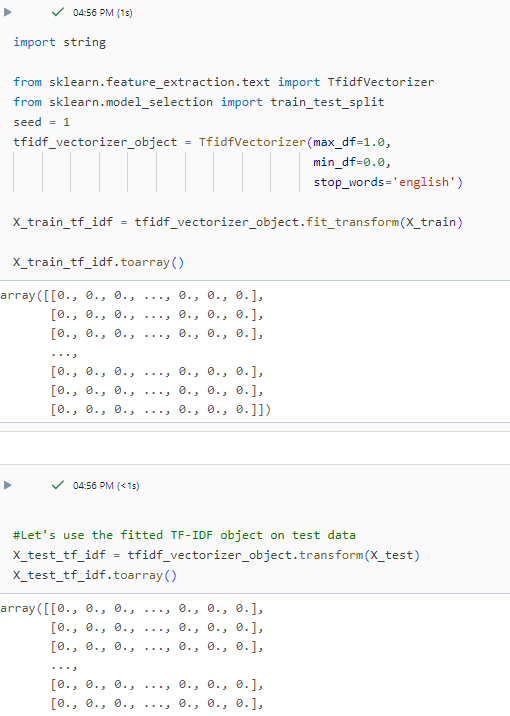 04:56 PM (1s)
import string
from sklearn.feature_extraction.text import TfidfVectorizer
from sklearn.model_selection import train_test_split
seed = 1
tfidf_vectorizer_object = TfidfVectorizer(max_df=1.0,
min_df=0.0,
stop_words='english')
X_train_tf_idf = tfidf_vectorizer_object.fit_transform(X_train)
X_train_tf_idf.toarray()
array([[0., 0., 0., ..., 0., 0., 0.],
[0., 0., 0., ..., 0., 0., 0.],
[0., 0., 0., ..., 0., 0., 0.],
...,
[0., 0., 0., ..., 0., 0., 0.],
[0., 0., 0., ..., 0., 0., 0.],
[0., 0., 0., ..., 0., 0., 0.]])
04:56 PM (<1s)
#Let's use the fitted TF-IDF object on test data
X_test_tf_idf = tfidf_vectorizer_object.transform(X_test)
X_test_tf_idf.toarray()
array([[0., 0., 0., ..., 0., 0., 0.],
[0., 0., 0., ..., 0., 0., 0.],
[0., 0., 0., ..., 0., 0., 0.],
...,
[0., 0., 0., ..., 0., 0., 0.],
[0., 0., 0., ..., 0., 0., 0.],